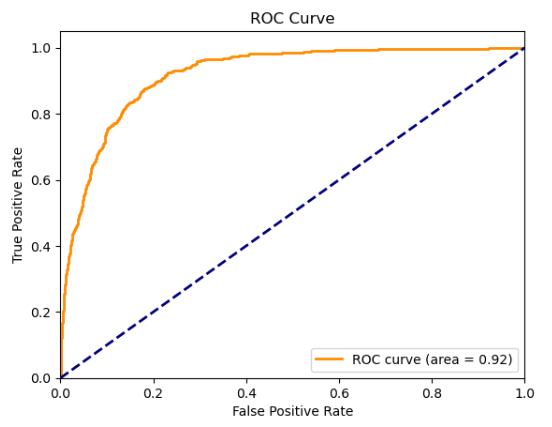 ROC Curve
True Positive Rate
1.0
0.8
0.6
0.4
0.2
0.0
ROC curve (area = 0.92)
0.0 0.2 0.4 0.6 0.8 1.0
False Positive Rate